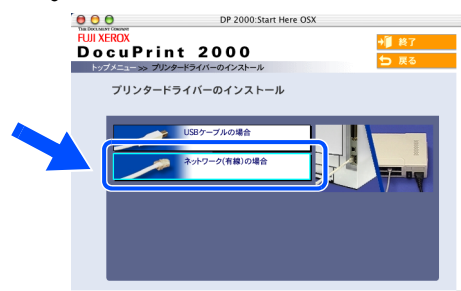 DP 2000:Start Here OSX
THE DOCUMENT COMPANY
FUJI XEROX
DocuPrint 2000
終了
戻る
トップメニュー >> プリンタードライバーのインストール
プリンタードライバーのインストール
USBケーブルの場合
ネットワーク(有線)の場合